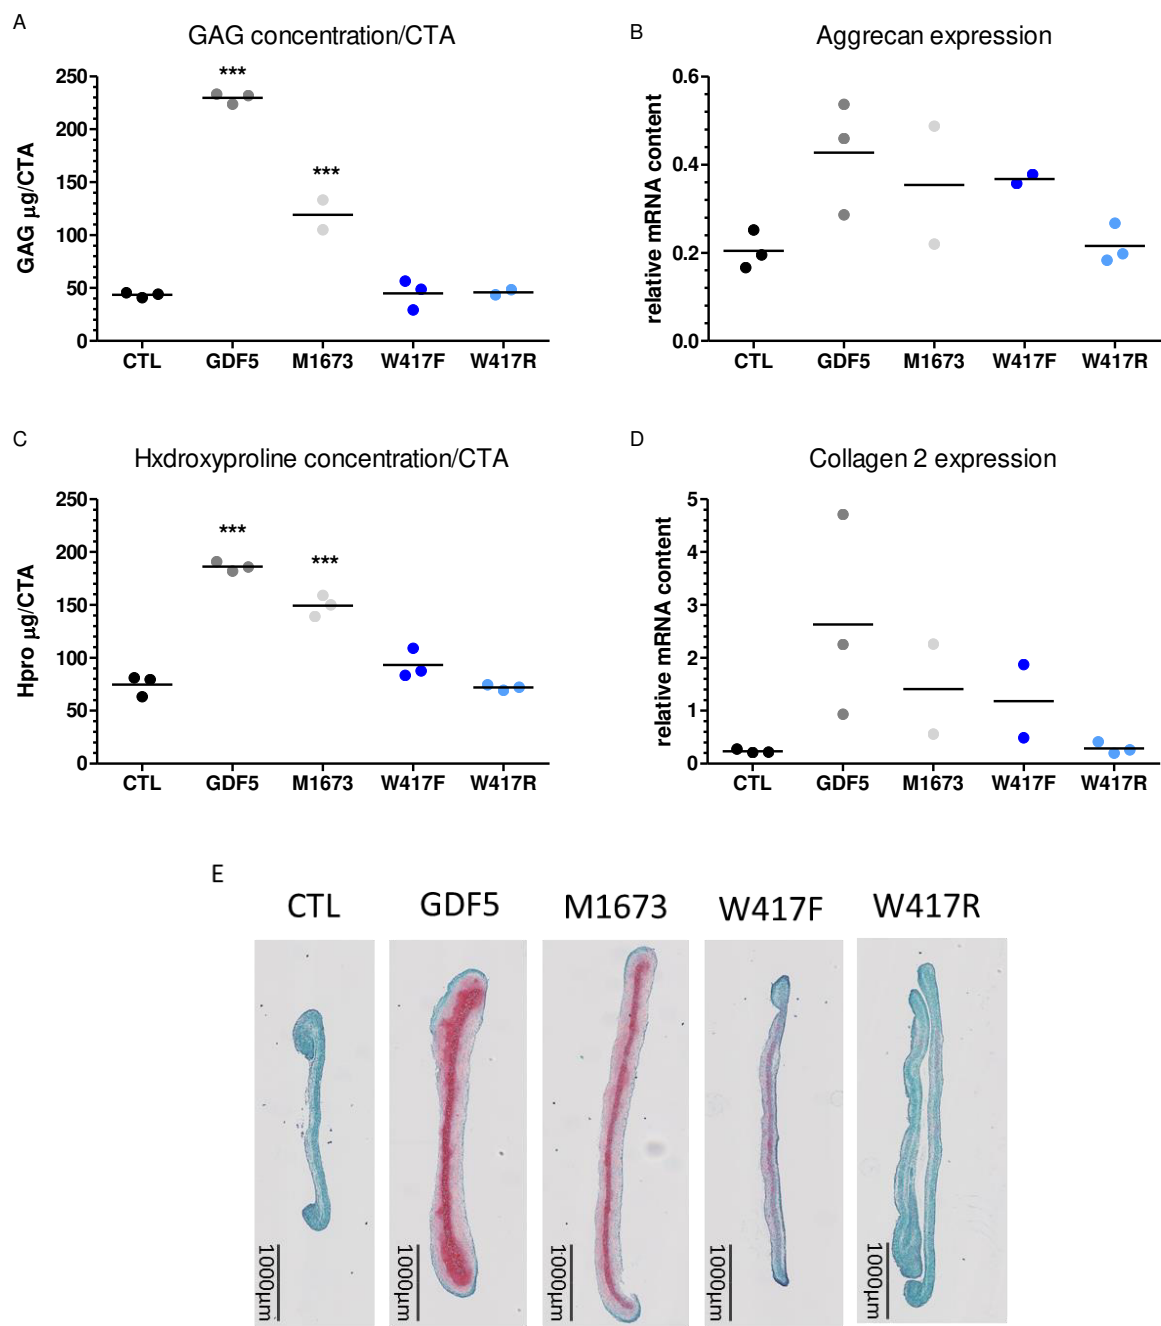 A
GAG concentration/CTA
GAG µg/CTA
250
200
150
100
50
0
***
***
CTL GDF5 M1673 W417F W417R
B
Aggrecan expression
relative mRNA content
0.6
0.4
0.2
0.0
CTL GDF5 M1673 W417F W417R
C
Hxdroxyproline concentration/CTA
Hpro µg/CTA
250
200
150
100
50
0
***
***
CTL GDF5 M1673 W417F W417R
D
Collagen 2 expression
relative mRNA content
5
4
3
2
1
0
CTL GDF5 M1673 W417F W417R
E
CTL GDF5 M1673 W417F W417R
1000µm 1000µm 1000µm 1000µm 1000µm